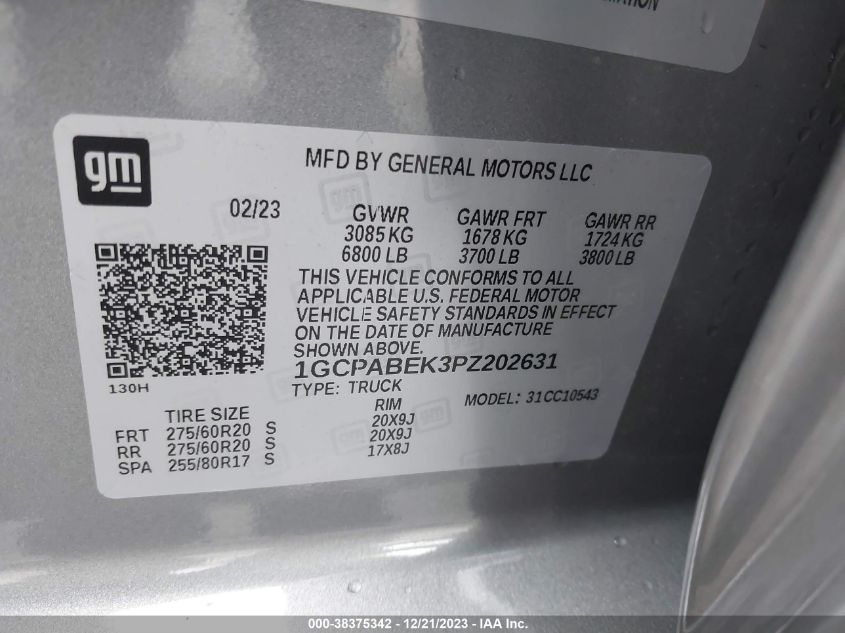 gm
MFD BY GENERAL MOTORS LLC
02/23 GVWR GAWR FRT GAWR RR
3085 KG 1678 KG 1724 KG
6800 LB 3700 LB 3800 LB
THIS VEHICLE CONFORMS TO ALL
APPLICABLE U.S. FEDERAL MOTOR
VEHICLE SAFETY STANDARDS IN EFFECT
ON THE DATE OF MANUFACTURE
SHOWN ABOVE.
1GCPABEK3PZ202631
130H
TYPE: TRUCK MODEL: 31CC10543
TIRE SIZE RIM
FRT 275/60R20 S 20X9J
RR 275/60R20 S 20X9J
SPA 255/80R17 S 17X8J
000-38375342 - 12/21/2023 - IAA Inc.